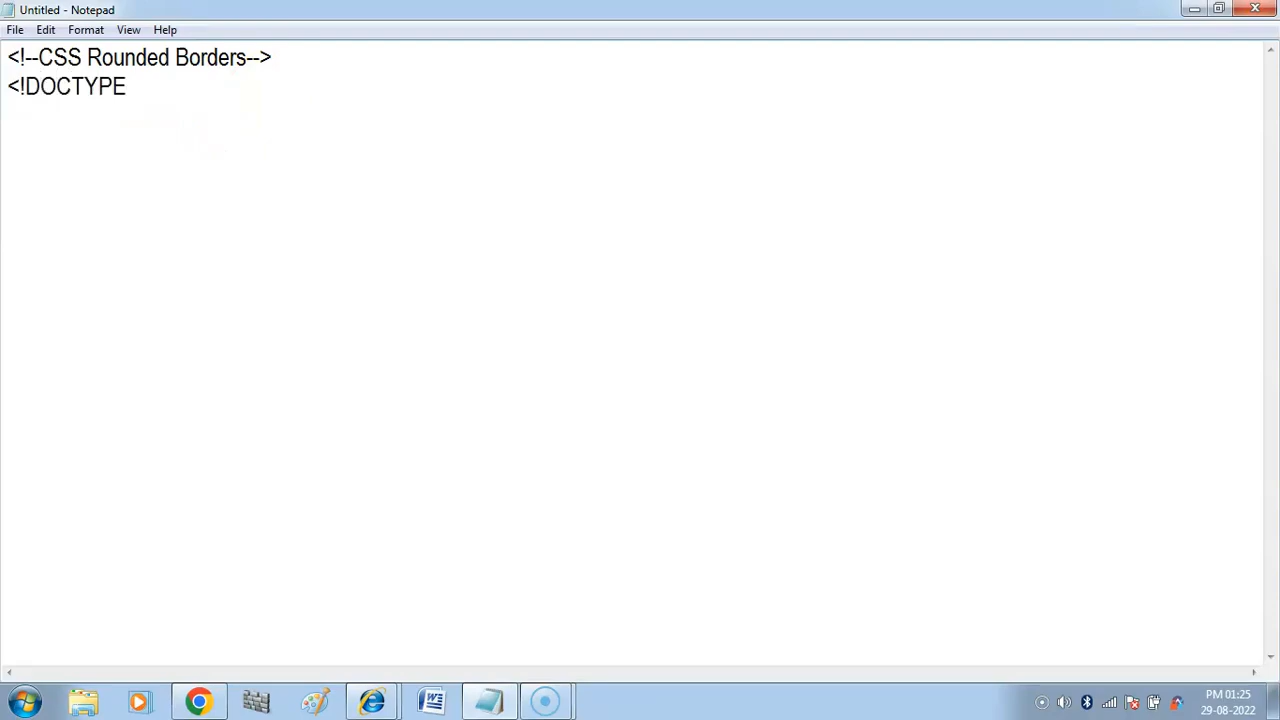 Untitled - Notepad
File Edit Format View Help
<!--CSS Rounded Borders-->
<!DOCTYPE
PM 01:25
29-08-2022